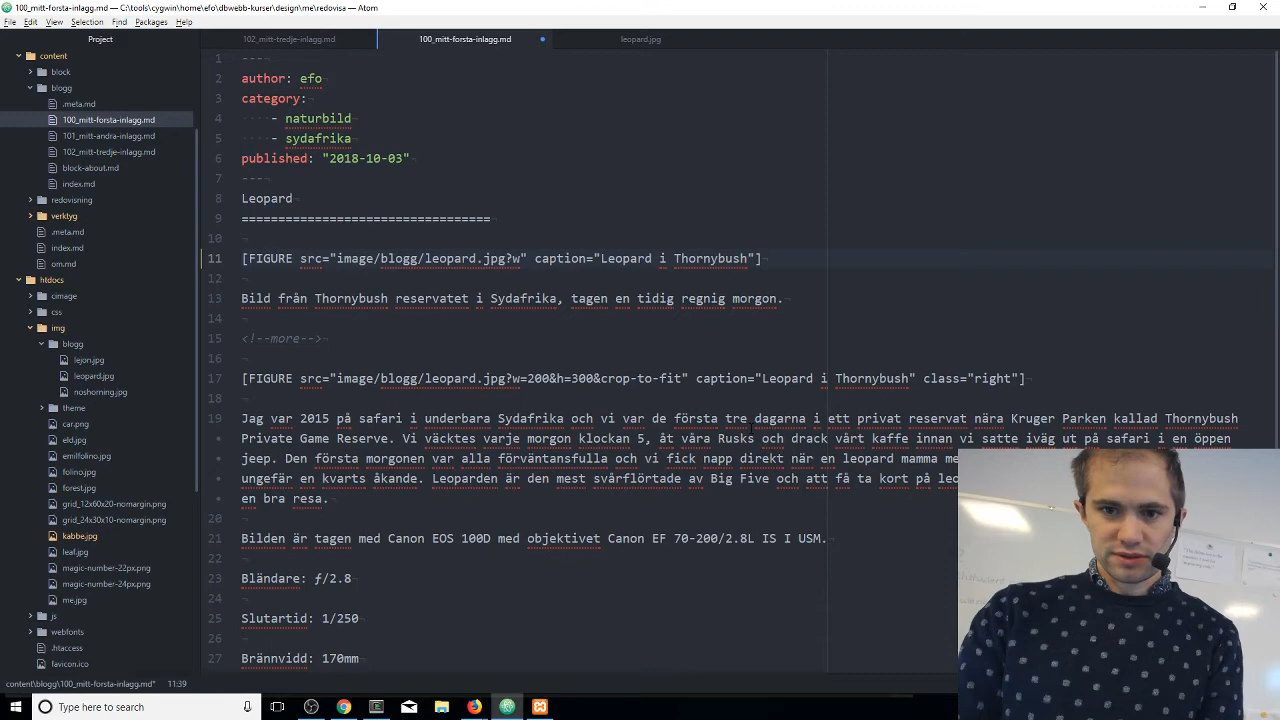 100_mitt-forsta-inlagg.md — C:\tools\cygwin\home\efo\dbwebb-kurser\design\me\redovisa — Atom
File Edit View Selection Find Packages Help
Project
102_mitt-tredje-inlagg.md
100_mitt-forsta-inlagg.md
leopard.jpg
content
block
blogg
.meta.md
100_mitt-forsta-inlagg.md
101_mitt-andra-inlagg.md
102_mitt-tredje-inlagg.md
block-about.md
index.md
redovisning
verktyg
.meta.md
index.md
om.md
htdocs
cimage
css
img
blogg
lejon.jpg
leopard.jpg
noshorning.jpg
theme
car.png
eld.jpg
emilfolino.jpg
folino.jpg
forest.jpg
grid_12x60x20-nomargin.png
grid_24x30x10-nomargin.png
kabbe.jpg
leaf.jpg
magic-number-22px.png
magic-number-24px.png
me.jpg
js
webfonts
.htaccess
favicon.ico
1 ---
2 author: efo
3 category:
4 - naturbild
5 - sydafrika
6 published: "2018-10-03"
7 ---
8 Leopard
9 ==================================
10
11 [FIGURE src="image/blogg/leopard.jpg?w" caption="Leopard i Thornybush"]
12
13 Bild från Thornybush reservatet i Sydafrika, tagen en tidig regnig morgon.
14
15 <!--more-->
16
17 [FIGURE src="image/blogg/leopard.jpg?w=200&h=300&crop-to-fit" caption="Leopard i Thornybush" class="right"]
18
19 Jag var 2015 på safari i underbara Sydafrika och vi var de första tre dagarna i ett privat reservat nära Kruger Parken kallad Thornybush
Private Game Reserve. Vi väcktes varje morgon klockan 5, åt våra Rusks och drack vårt kaffe innan vi satte iväg ut på safari i en öppen
jeep. Den första morgonen var alla förväntansfulla och vi fick napp direkt när en leopard mamma me
ungefär en kvarts åkande. Leoparden är den mest svårflörtade av Big Five och att få ta kort på leo
en bra resa.
20
21 Bilden är tagen med Canon EOS 100D med objektivet Canon EF 70-200/2.8L IS I USM.
22
23 Bländare: ƒ/2.8
24
25 Slutartid: 1/250
26
27 Brännvidd: 170mm
content\blogg\100_mitt-forsta-inlagg.md* 11:39
Type here to search